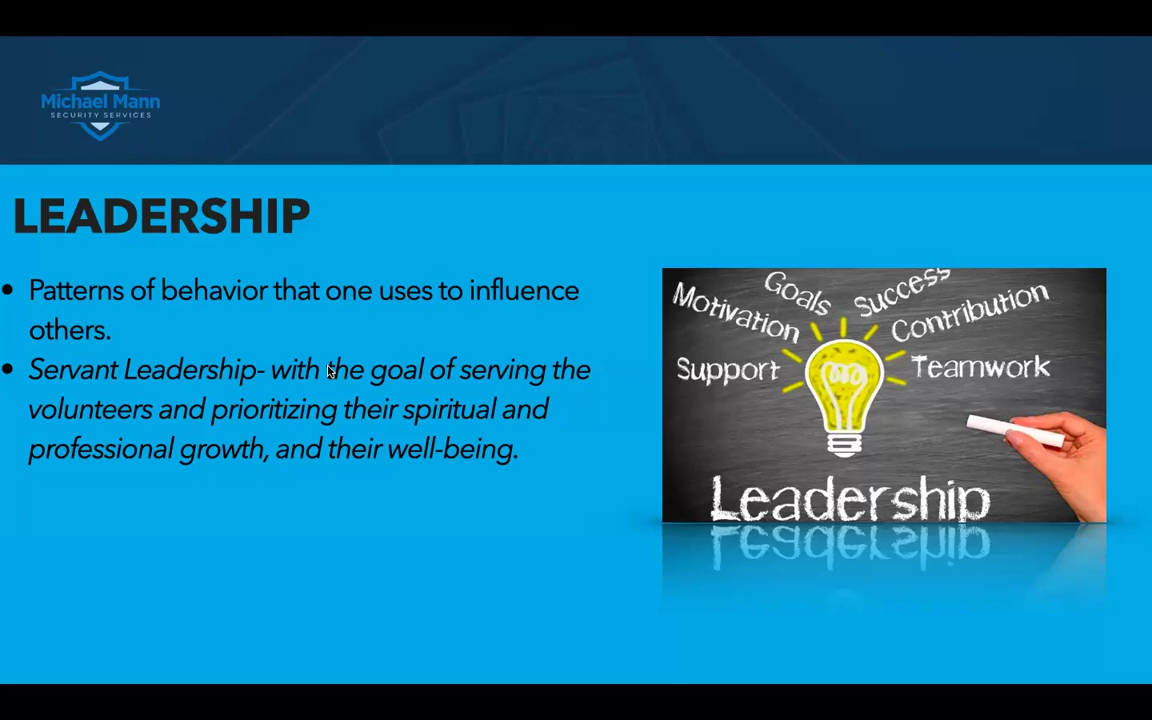 Michael Mann
SECURITY SERVICES
LEADERSHIP
• Patterns of behavior that one uses to influence
others.
• Servant Leadership- with the goal of serving the
volunteers and prioritizing their spiritual and
professional growth, and their well-being.
Goals
Success
Motivation
Contribution
Support
Teamwork
Leadership